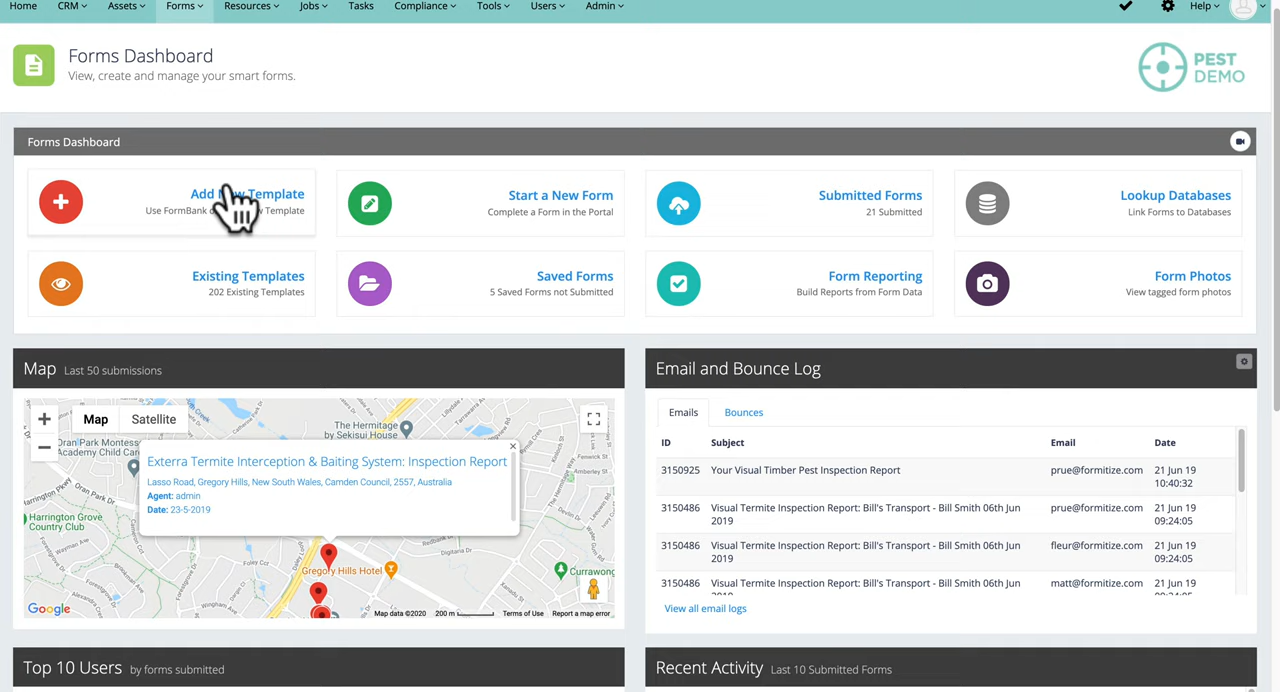 Home CRM Assets Forms Resources Jobs Tasks Compliance Tools Users Admin Help
Forms Dashboard
View, create and manage your smart forms.
PEST
DEMO
Forms Dashboard
Add New Template
Use FormBank Template
Start a New Form
Complete a Form in the Portal
Submitted Forms
21 Submitted
Lookup Databases
Link Forms to Databases
Existing Templates
202 Existing Templates
Saved Forms
5 Saved Forms not Submitted
Form Reporting
Build Reports from Form Data
Form Photos
View tagged form photos
Map Last 50 submissions
Map Satellite
The Hermitage
by Sekisui House
Oran Park Montess
Academy Child Car
Exterra Termite Interception & Baiting System: Inspection Report
Lasso Road, Gregory Hills, New South Wales, Camden Council, 2557, Australia
Agent: admin
Date: 23-5-2019
Harrington Grove
Country Club
Digitaria Dr
Gregory Hills Hotel
Currawong
Google
Map data ©2020 200 m Terms of Use Report a map error
Email and Bounce Log
Emails Bounces
ID Subject Email Date
3150925 Your Visual Timber Pest Inspection Report prue@formitize.com 21 Jun 19
10:40:32
3150486 Visual Termite Inspection Report: Bill's Transport - Bill Smith 06th Jun
2019 prue@formitize.com 21 Jun 19
09:24:05
3150486 Visual Termite Inspection Report: Bill's Transport - Bill Smith 06th Jun
2019 fleur@formitize.com 21 Jun 19
09:24:05
3150486 Visual Termite Inspection Report: Bill's Transport - Bill Smith 06th Jun
matt@formitize.com 21 Jun 19
View all email logs
Top 10 Users by forms submitted
Recent Activity Last 10 Submitted Forms